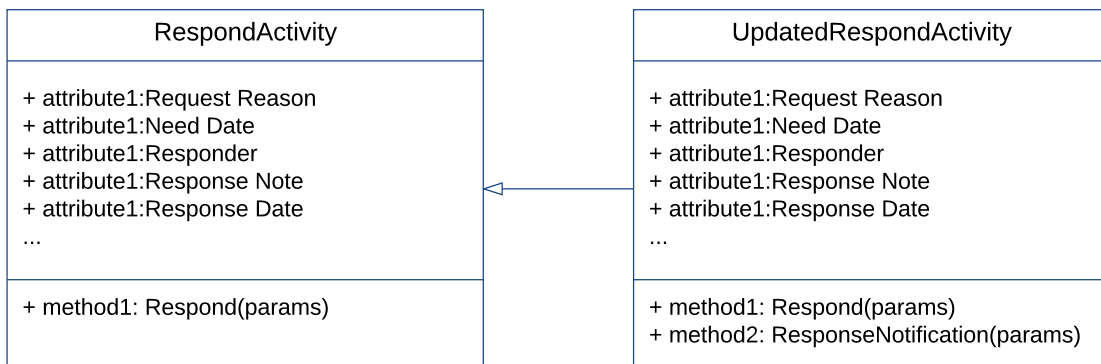 RespondActivity
+ attribute1:Request Reason
+ attribute1:Need Date
+ attribute1:Responder
+ attribute1:Response Note
+ attribute1:Response Date
...
+ method1: Respond(params)
UpdatedRespondActivity
+ attribute1:Request Reason
+ attribute1:Need Date
+ attribute1:Responder
+ attribute1:Response Note
+ attribute1:Response Date
...
+ method1: Respond(params)
+ method2: ResponseNotification(params)